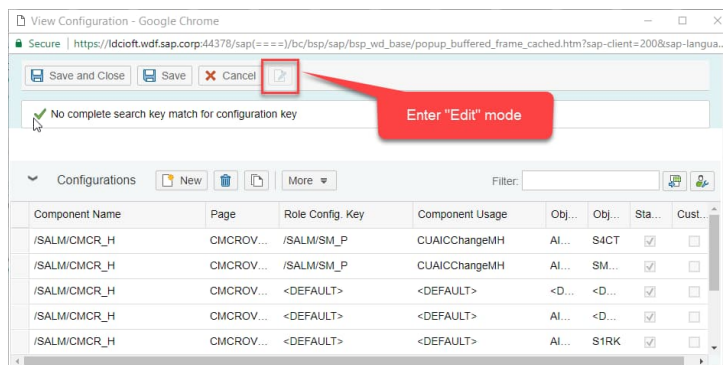 View Configuration - Google Chrome
Secure | https://ldcioft.wdf.sap.corp:44378/sap(====)/bc/bsp/sap/bsp_wd_base/popup_buffered_frame_cached.htm?sap-client=200&sap-langua...
Save and Close Save Cancel
No complete search key match for configuration key
Enter "Edit" mode
Configurations New More Filter:
Component Name Page Role Config. Key Component Usage Obj... Obj... Sta... Cust...
/SALM/CMCR_H CMCROV... /SALM/SM_P CUAICChangeMH AI... S4CT
/SALM/CMCR_H CMCROV... /SALM/SM_P CUAICChangeMH AI... SM...
/SALM/CMCR_H CMCROV... <DEFAULT> <DEFAULT> <D... <D...
/SALM/CMCR_H CMCROV... <DEFAULT> <DEFAULT> AI... <D...
/SALM/CMCR_H CMCROV... <DEFAULT> <DEFAULT> AI... S1RK